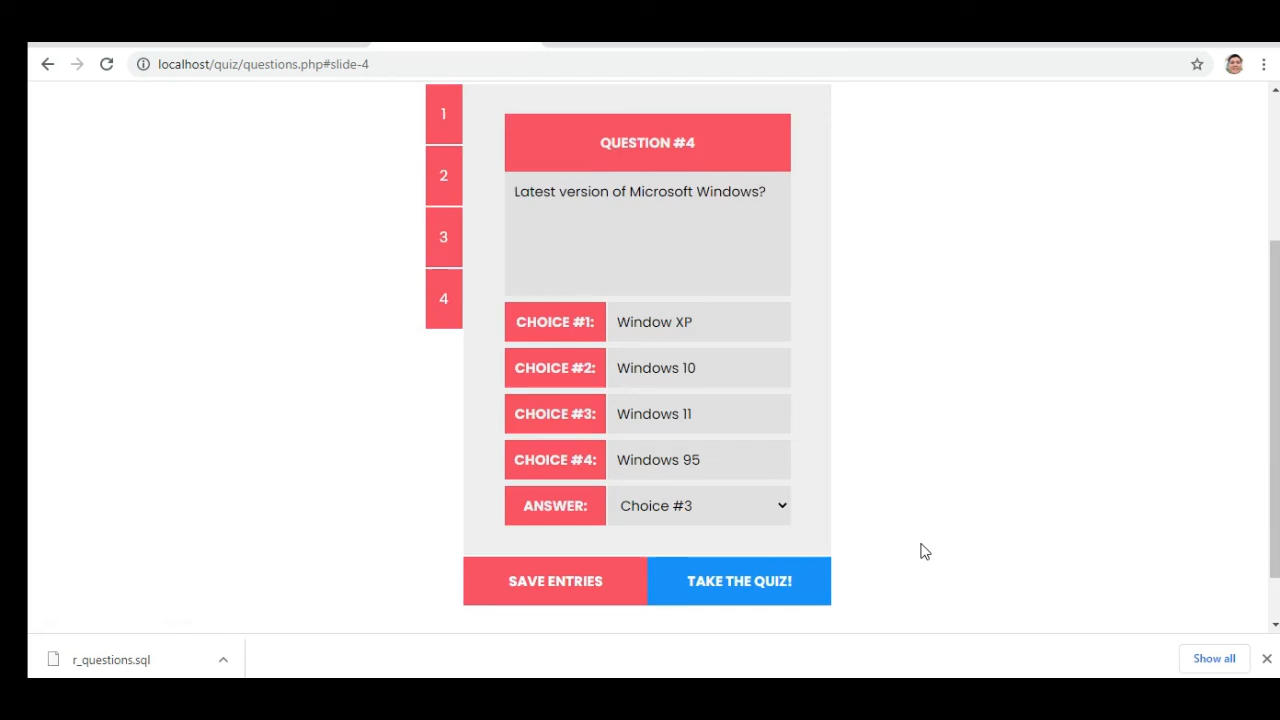 localhost/quiz/questions.php#slide-4
1
2
3
4
QUESTION #4
Latest version of Microsoft Windows?
CHOICE #1: Window XP
CHOICE #2: Windows 10
CHOICE #3: Windows 11
CHOICE #4: Windows 95
ANSWER: Choice #3
SAVE ENTRIES TAKE THE QUIZ!
r_questions.sql Show all